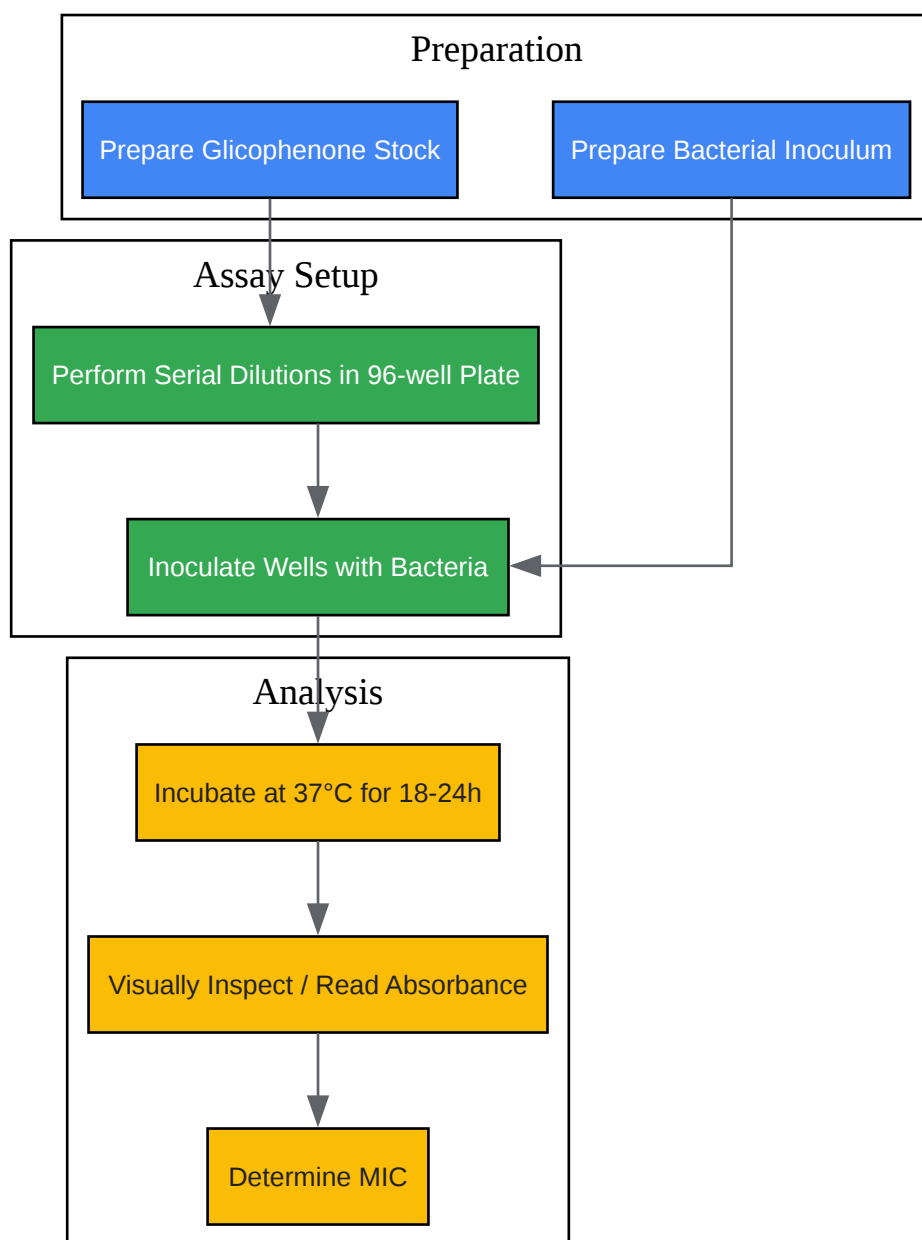 Preparation
Prepare Glicophenone Stock
Prepare Bacterial Inoculum
Assay Setup
Perform Serial Dilutions in 96-well Plate
Inoculate Wells with Bacteria
Analysis
Incubate at 37°C for 18-24h
Visually Inspect / Read Absorbance
Determine MIC